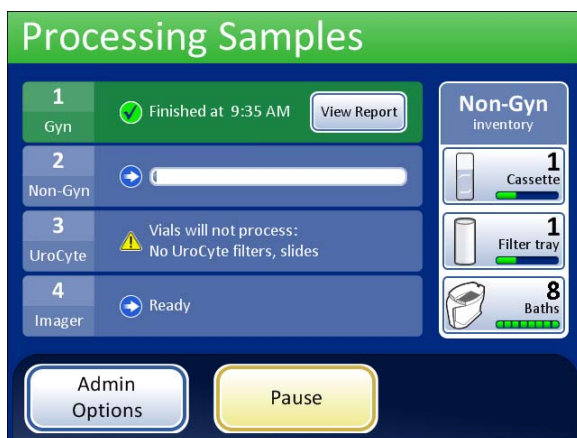 Processing Samples
1
Gyn
Finished at 9:35 AM
View Report
2
Non-Gyn
3
UroCyte
Vials will not process:
No UroCyte filters, slides
4
Imager
Ready
Non-Gyn
inventory
1
Cassette
1
Filter tray
8
Baths
Admin
Options
Pause